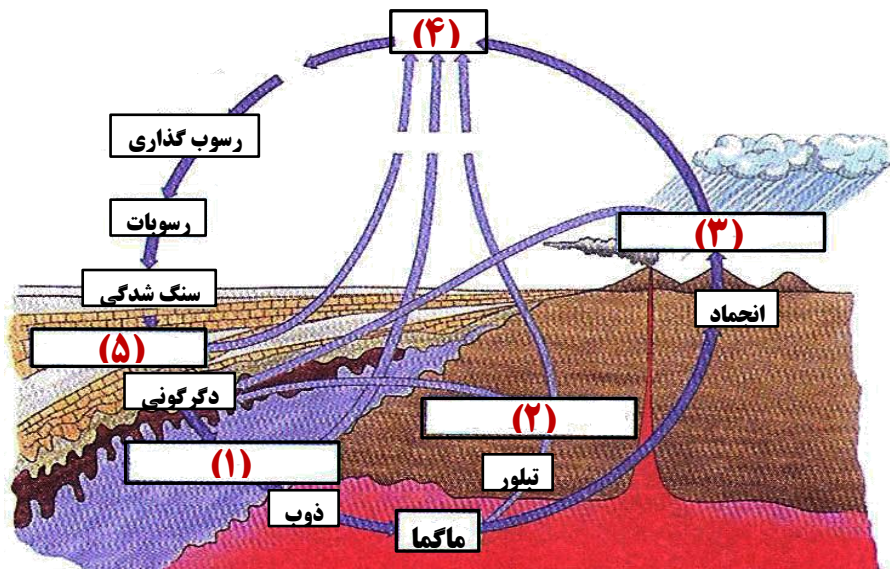 (۴)
رسوب گذاری
رسوبات
(۳)
سنگ شدگی
انجماد
(۵)
دگرگونی
(۲)
(۱)
تبلور
ذوب
ماگما